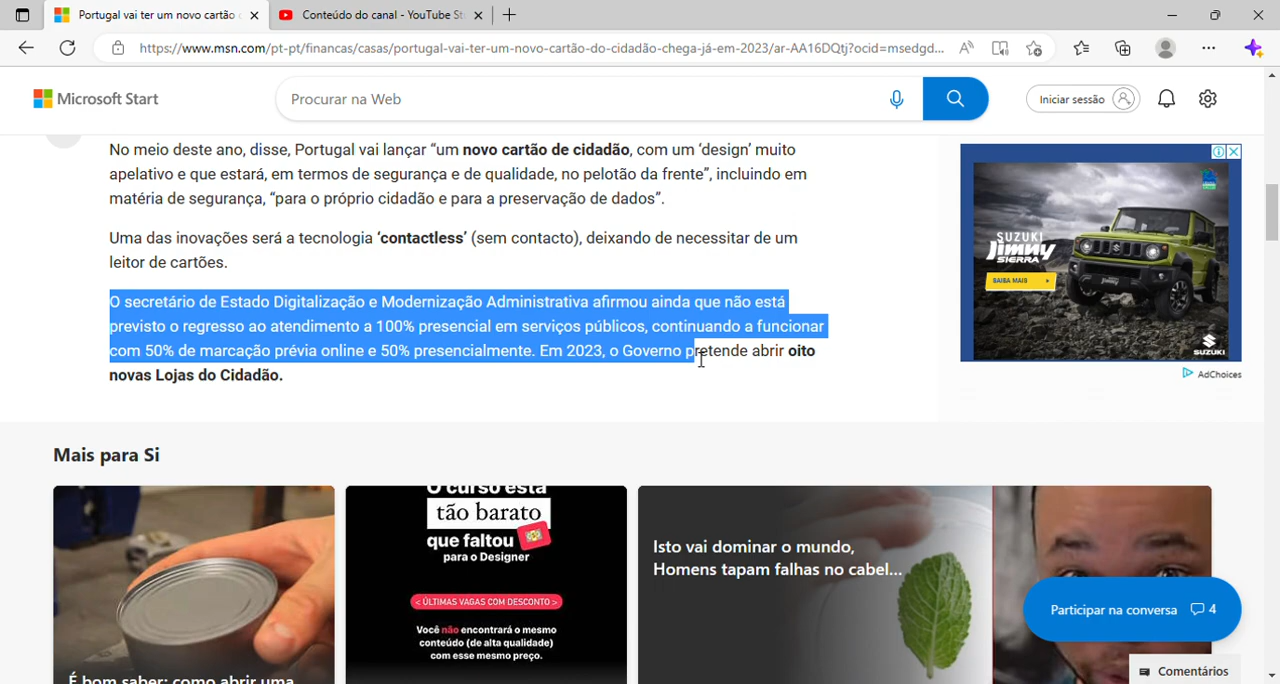 Portugal vai ter um novo cartão
Conteúdo do canal - YouTube St
https://www.msn.com/pt-pt/financas/casas/portugal-vai-ter-um-novo-cartão-do-cidadão-chega-já-em-2023/ar-AA16DQtj?ocid=msedgd...
Microsoft Start
Procurar na Web
Iniciar sessão
No meio deste ano, disse, Portugal vai lançar “um novo cartão de cidadão, com um ‘design’ muito
apelativo e que estará, em termos de segurança e de qualidade, no pelotão da frente”, incluindo em
matéria de segurança, “para o próprio cidadão e para a preservação de dados”.
Uma das inovações será a tecnologia ‘contactless’ (sem contacto), deixando de necessitar de um
leitor de cartões.
O secretário de Estado Digitalização e Modernização Administrativa afirmou ainda que não está
previsto o regresso ao atendimento a 100% presencial em serviços públicos, continuando a funcionar
com 50% de marcação prévia online e 50% presencialmente. Em 2023, o Governo pretende abrir oito
novas Lojas do Cidadão.
SUZUKI
Jimny
SIERRA
SAIBA MAIS
SUZUKI
AdChoices
Mais para Si
É bom saber: como abrir uma
O curso está
tão barato
que faltou
para o Designer
< ÚLTIMAS VAGAS COM DESCONTO >
Você não encontrará o mesmo
conteúdo (de alta qualidade)
com esse mesmo preço.
Isto vai dominar o mundo,
Homens tapam falhas no cabel...
Participar na conversa 4
Comentários